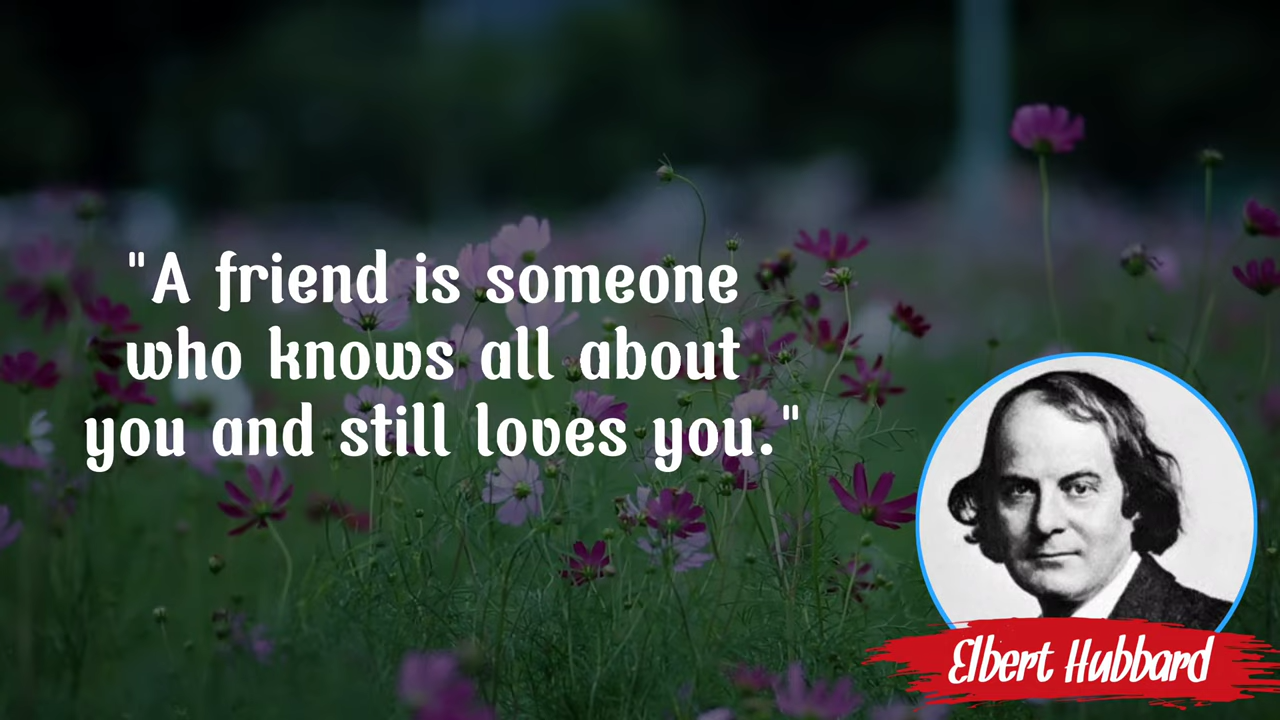 "A friend is someone
who knows all about
you and still loves you."
Elbert Hubbard